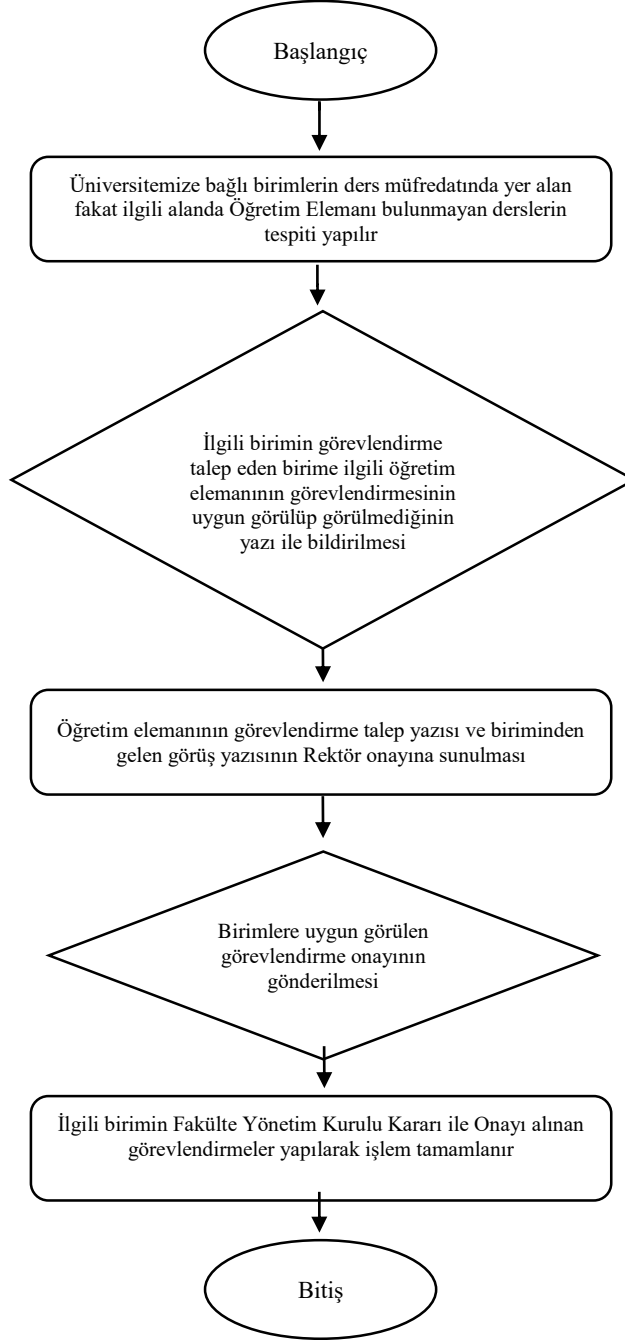 Başlangıç
Üniversitemize bağlı birimlerin ders müfredatında yer alan
fakat ilgili alanda Öğretim Elemanı bulunmayan derslerin
tespiti yapılır
İlgili birimin görevlendirme
talep eden birime ilgili öğretim
elemanının görevlendirmesinin
uygun görülüp görülmediğinin
yazı ile bildirilmesi
Öğretim elemanının görevlendirme talep yazısı ve biriminden
gelen görüş yazısının Rektör onayına sunulması
Birimlere uygun görülen
görevlendirme onayının
gönderilmesi
İlgili birimin Fakülte Yönetim Kurulu Kararı ile Onayı alınan
görevlendirmeler yapılarak işlem tamamlanır
Bitiş